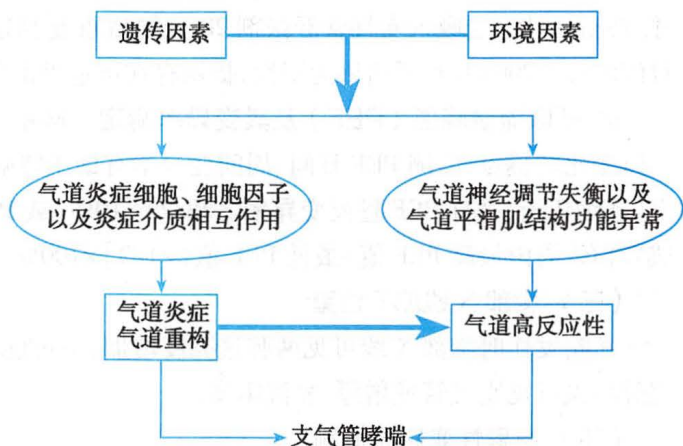 遗传因素
环境因素
气道炎症细胞、细胞因子
以及炎症介质相互作用
气道神经调节失衡以及
气道平滑肌结构功能异常
气道炎症
气道重构
气道高反应性
支气管哮喘